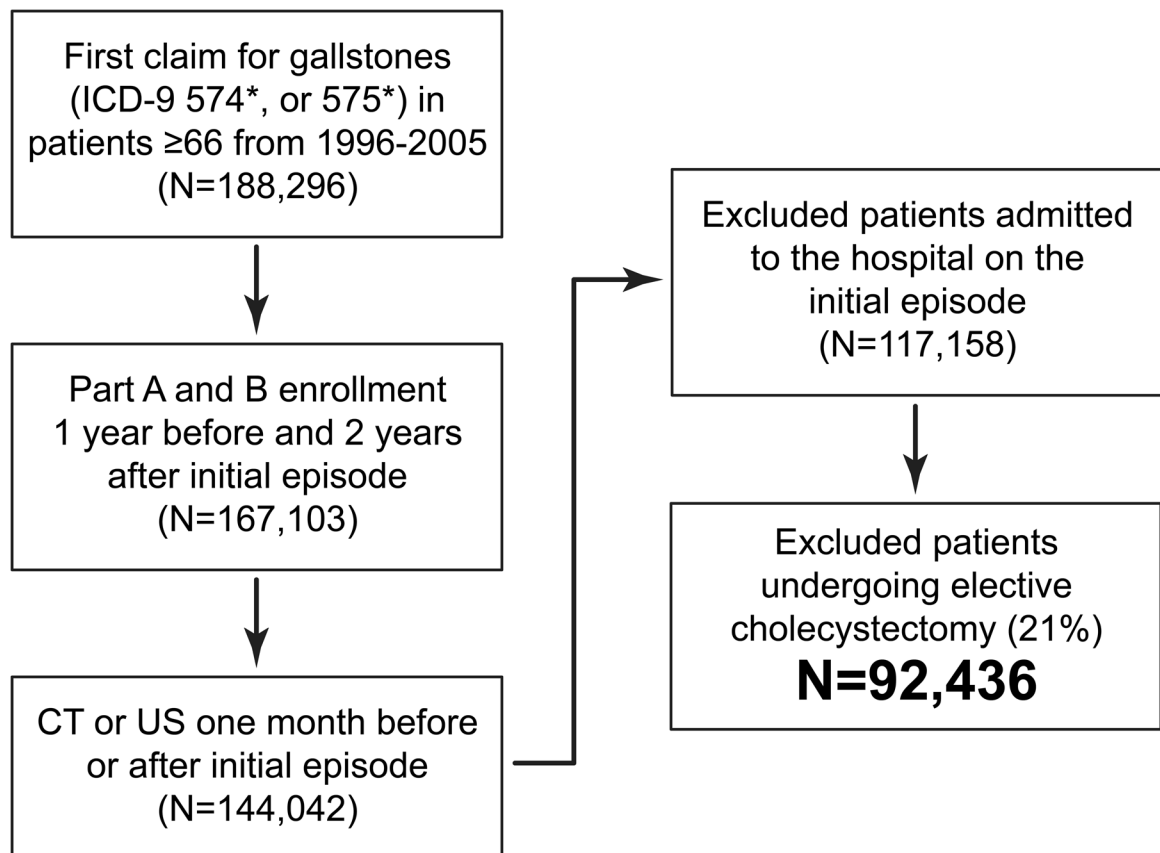 First claim for gallstones
(ICD-9 574*, or 575*) in
patients ≥66 from 1996-2005
(N=188,296)
Part A and B enrollment
1 year before and 2 years
after initial episode
(N=167,103)
CT or US one month before
or after initial episode
(N=144,042)
Excluded patients admitted
to the hospital on the
initial episode
(N=117,158)
Excluded patients
undergoing elective
cholecystectomy (21%)
N=92,436